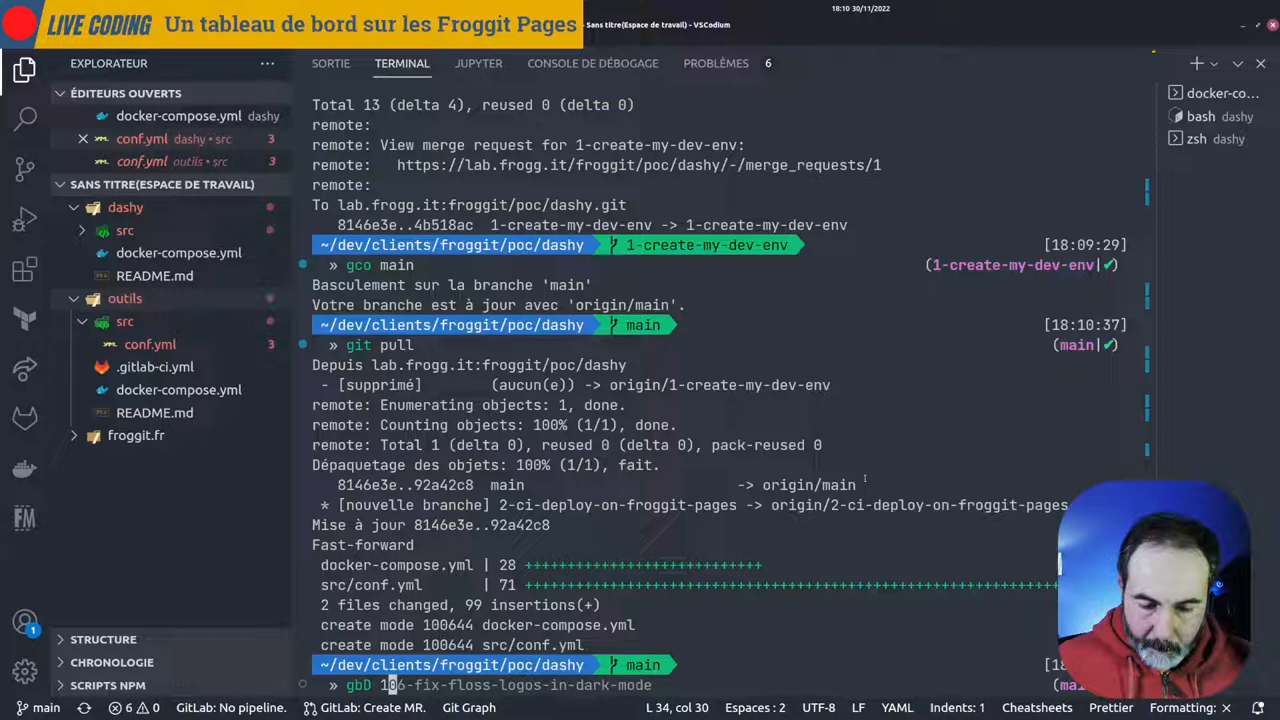 18:10 30/11/2022
LIVE CODING Un tableau de bord sur les Froggit Pages
- Sans titre(Espace de travail) - VSCodium
EXPLORATEUR
SORTIE TERMINAL JUPYTER CONSOLE DE DÉBOGAGE PROBLÈMES 6
ÉDITEURS OUVERTS
docker-compose.yml dashy
conf.yml dashy • src 3
conf.yml outils • src 3
SANS TITRE(ESPACE DE TRAVAIL)
dashy
src
docker-compose.yml
README.md
outils
src
conf.yml 3
.gitlab-ci.yml
docker-compose.yml
README.md
froggit.fr
STRUCTURE
CHRONOLOGIE
SCRIPTS NPM
Total 13 (delta 4), reused 0 (delta 0)
remote:
remote: View merge request for 1-create-my-dev-env:
remote:   https://lab.frogg.it/froggit/poc/dashy/-/merge_requests/1
remote:
To lab.frogg.it:froggit/poc/dashy.git
8146e3e..4b518ac  1-create-my-dev-env -> 1-create-my-dev-env
~/dev/clients/froggit/poc/dashy 1-create-my-dev-env [18:09:29]
» gco main (1-create-my-dev-env|✔)
Basculement sur la branche 'main'
Votre branche est à jour avec 'origin/main'.
~/dev/clients/froggit/poc/dashy main [18:10:37]
» git pull (main|✔)
Depuis lab.frogg.it:froggit/poc/dashy
- [supprimé]      (aucun(e)) -> origin/1-create-my-dev-env
remote: Enumerating objects: 1, done.
remote: Counting objects: 100% (1/1), done.
remote: Total 1 (delta 0), reused 0 (delta 0), pack-reused 0
Dépaquetage des objets: 100% (1/1), fait.
8146e3e..92a42c8  main -> origin/main
* [nouvelle branche] 2-ci-deploy-on-froggit-pages -> origin/2-ci-deploy-on-froggit-pages
Mise à jour 8146e3e..92a42c8
Fast-forward
docker-compose.yml | 28 ++++++++++++++++++++++++++++
src/conf.yml       | 71 ++++++++++++++++++++++++++++++++++++++++++++++++++++++++++++++++
2 files changed, 99 insertions(+)
create mode 100644 docker-compose.yml
create mode 100644 src/conf.yml
~/dev/clients/froggit/poc/dashy main [18
» gbD 106-fix-floss-logos-in-dark-mode (ma
docker-co...
bash dashy
zsh dashy
1
main 6 0 GitLab: No pipeline. GitLab: Create MR. Git Graph L 34, col 30 Espaces : 2 UTF-8 LF YAML Indents: 1 Cheatsheets Prettier Formatting: ×